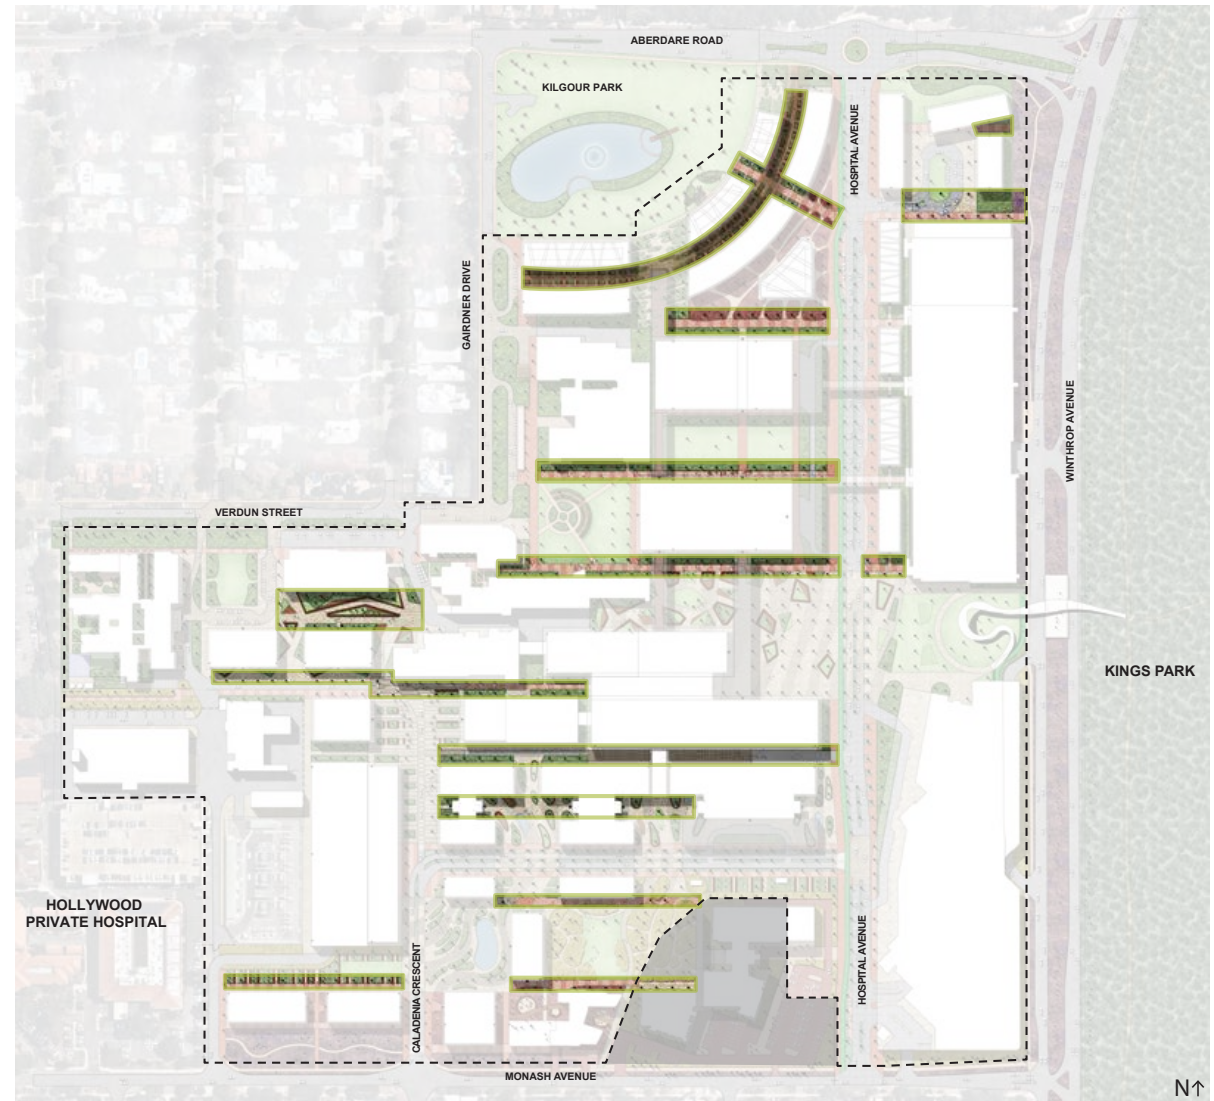 ABERDARE ROAD
KILGOUR PARK
HOSPITAL AVENUE
GAIRDNER DRIVE
WINTHROP AVENUE
VERDUN STREET
KINGS PARK
HOLLYWOOD
PRIVATE HOSPITAL
CALADENIA CRESCENT
HOSPITAL AVENUE
MONASH AVENUE
N↑